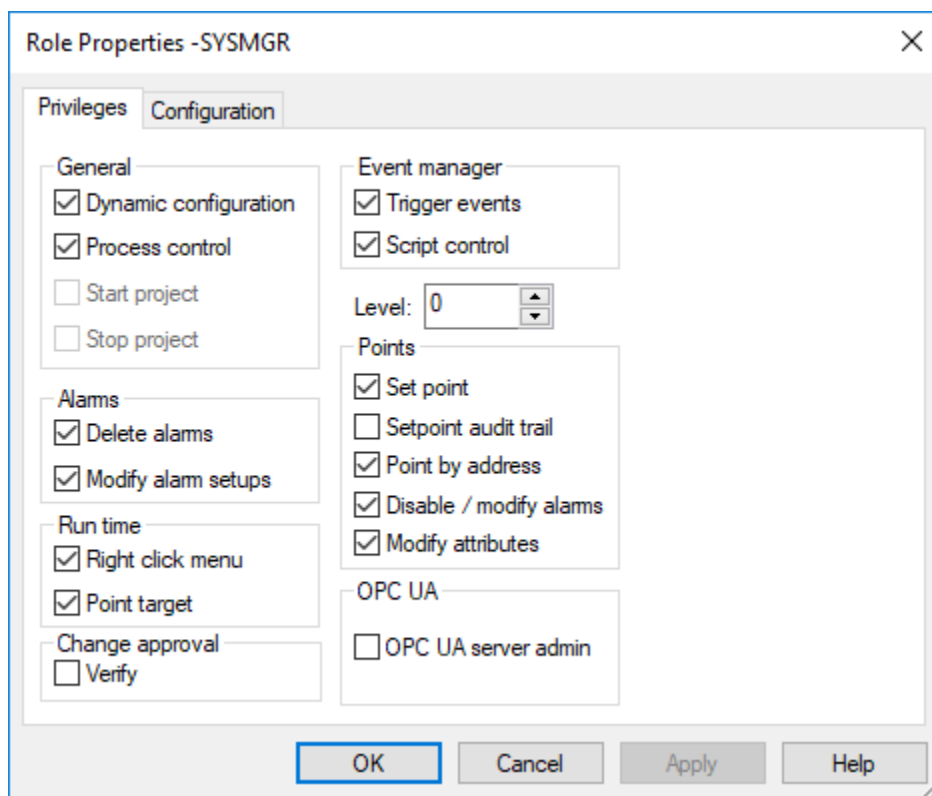 Role Properties -SYSMGR
Privileges
Configuration
General
Dynamic configuration
Process control
Start project
Stop project
Alarms
Delete alarms
Modify alarm setups
Run time
Right click menu
Point target
Change approval
Verify
Event manager
Trigger events
Script control
Level: 0
Points
Set point
Setpoint audit trail
Point by address
Disable / modify alarms
Modify attributes
OPC UA
OPC UA server admin
OK
Cancel
Apply
Help